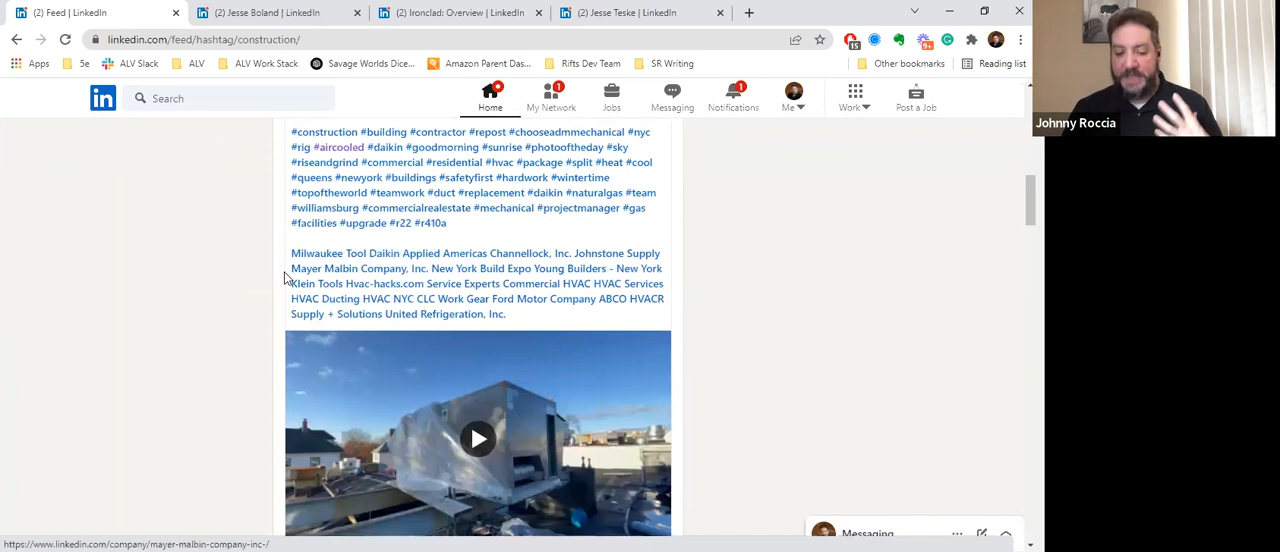 (2) Feed | LinkedIn
(2) Jesse Boland | LinkedIn
(2) Ironclad: Overview | LinkedIn
(2) Jesse Teske | LinkedIn
linkedin.com/feed/hashtag/construction/
15
9+
Apps
5e
ALV Slack
ALV
ALV Work Stack
Savage Worlds Dice...
Amazon Parent Das...
Rifts Dev Team
SR Writing
Other bookmarks
Reading list
in
Search
1
1
Home
My Network
Jobs
Messaging
Notifications
Me
Work
Post a Job
Johnny Roccia
#construction #building #contractor #repost #chooseadmmechanical #nyc
#rig #aircooled #daikin #goodmorning #sunrise #photooftheday #sky
#riseandgrind #commercial #residential #hvac #package #split #heat #cool
#queens #newyork #buildings #safetyfirst #hardwork #wintertime
#topoftheworld #teamwork #duct #replacement #daikin #naturalgas #team
#williamsburg #commercialrealestate #mechanical #projectmanager #gas
#facilities #upgrade #r22 #r410a
Milwaukee Tool Daikin Applied Americas Channellock, Inc. Johnstone Supply
Mayer Malbin Company, Inc. New York Build Expo Young Builders - New York
Klein Tools Hvac-hacks.com Service Experts Commercial HVAC HVAC Services
HVAC Ducting HVAC NYC CLC Work Gear Ford Motor Company ABCO HVACR
Supply + Solutions United Refrigeration, Inc.
Messaging
https://www.linkedin.com/company/mayer-malbin-company-inc-/